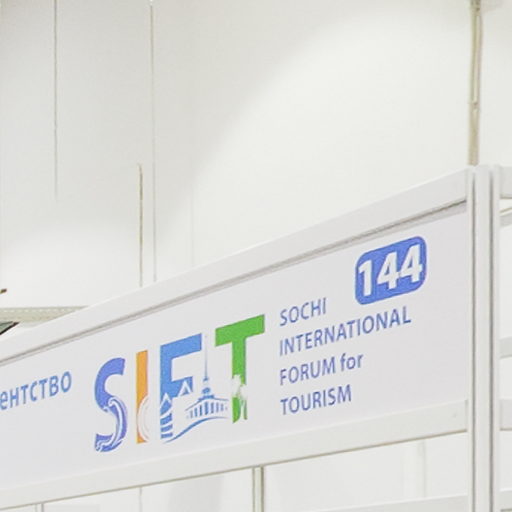 ентство
SIFT
SOCHI
INTERNATIONAL
FORUM for
TOURISM
144